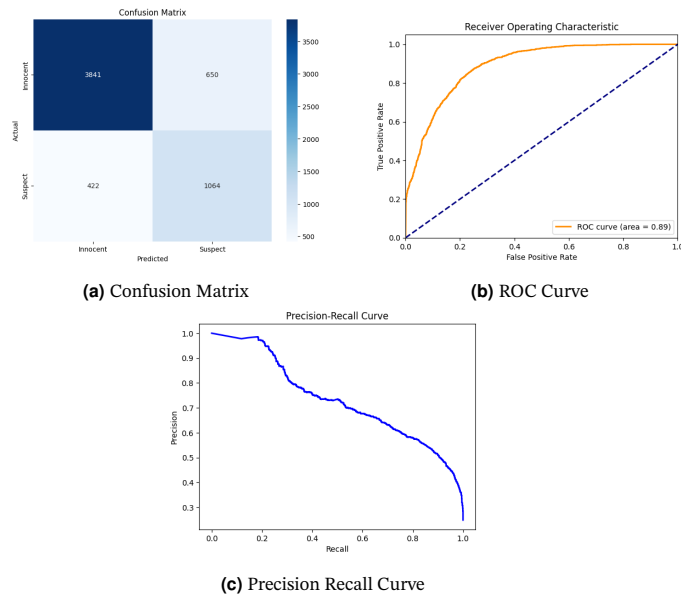 Confusion Matrix
Innocent
3841
650
Actual
Suspect
422
1064
Innocent
Suspect
Predicted
3500
3000
2500
2000
1500
1000
500
(a) Confusion Matrix
Receiver Operating Characteristic
True Positive Rate
1.0
0.8
0.6
0.4
0.2
0.0
0.0 0.2 0.4 0.6 0.8 1.0
False Positive Rate
ROC curve (area = 0.89)
(b) ROC Curve
Precision-Recall Curve
Precision
1.0
0.9
0.8
0.7
0.6
0.5
0.4
0.3
0.0 0.2 0.4 0.6 0.8 1.0
Recall
(c) Precision Recall Curve